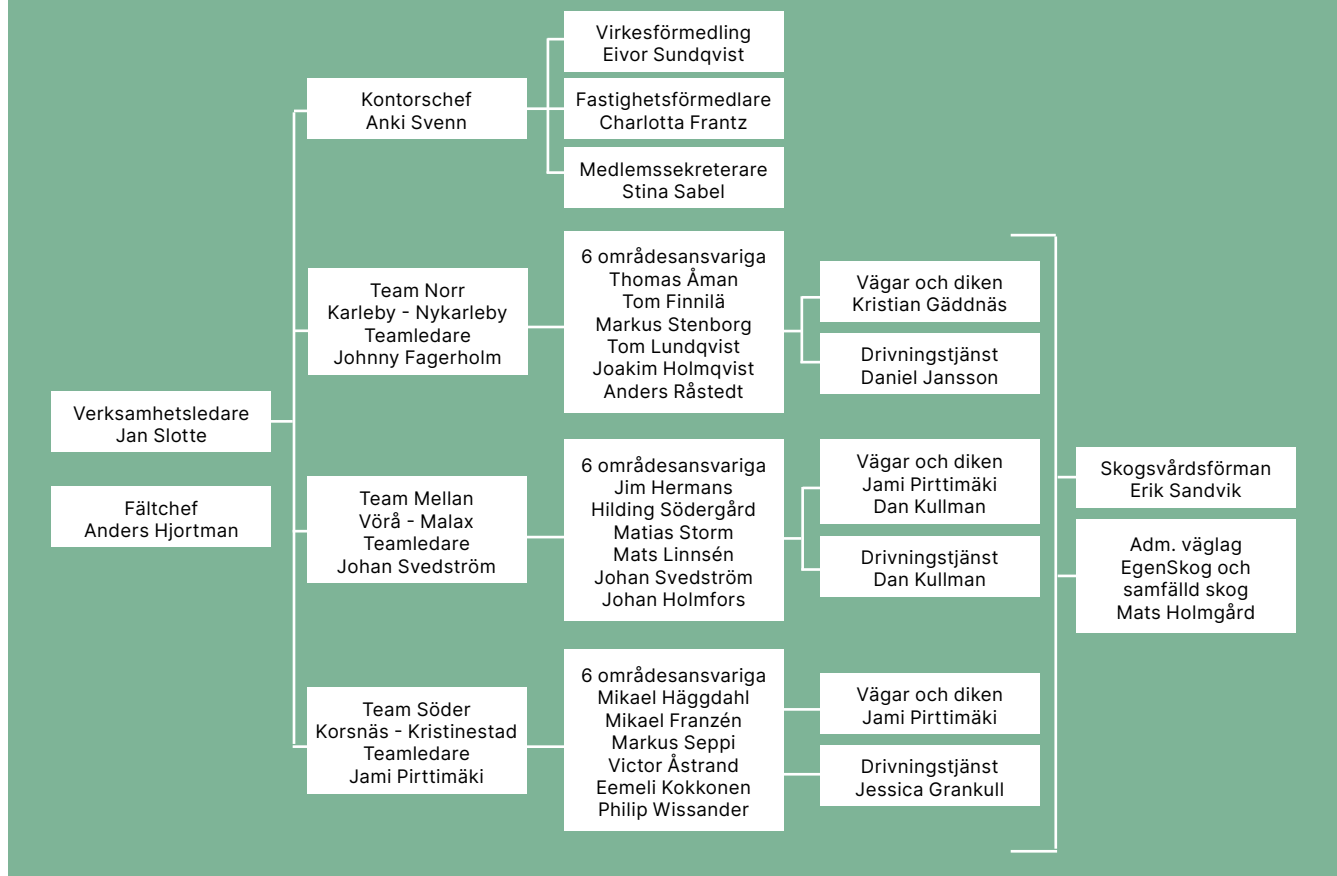 Virkesförmedling
Eivor Sundqvist
Kontorschef
Anki Svenn
Fastighetsförmedlare
Charlotta Frantz
Medlemssekreterare
Stina Sabel
Verksamhetsledare
Jan Slotte
Fältchef
Anders Hjortman
Team Norr
Karleby - Nykarleby
Teamledare
Johnny Fagerholm
6 områdesansvariga
Thomas Åman
Tom Finnilä
Markus Stenborg
Tom Lundqvist
Joakim Holmqvist
Anders Råstedt
Vägar och diken
Kristian Gäddnäs
Drivningstjänst
Daniel Jansson
Team Mellan
Vörå - Malax
Teamledare
Johan Svedström
6 områdesansvariga
Jim Hermans
Hilding Södergård
Matias Storm
Mats Linnsén
Johan Svedström
Johan Holmfors
Vägar och diken
Jami Pirttimäki
Dan Kullman
Drivningstjänst
Dan Kullman
Team Söder
Korsnäs - Kristinestad
Teamledare
Jami Pirttimäki
6 områdesansvariga
Mikael Häggdahl
Mikael Franzén
Markus Seppi
Victor Åstrand
Eemeli Kokkonen
Philip Wissander
Vägar och diken
Jami Pirttimäki
Drivningstjänst
Jessica Grankull
Skogsvårdsförman
Erik Sandvik
Adm. väglag
EgenSkog och
samfälld skog
Mats Holmgård